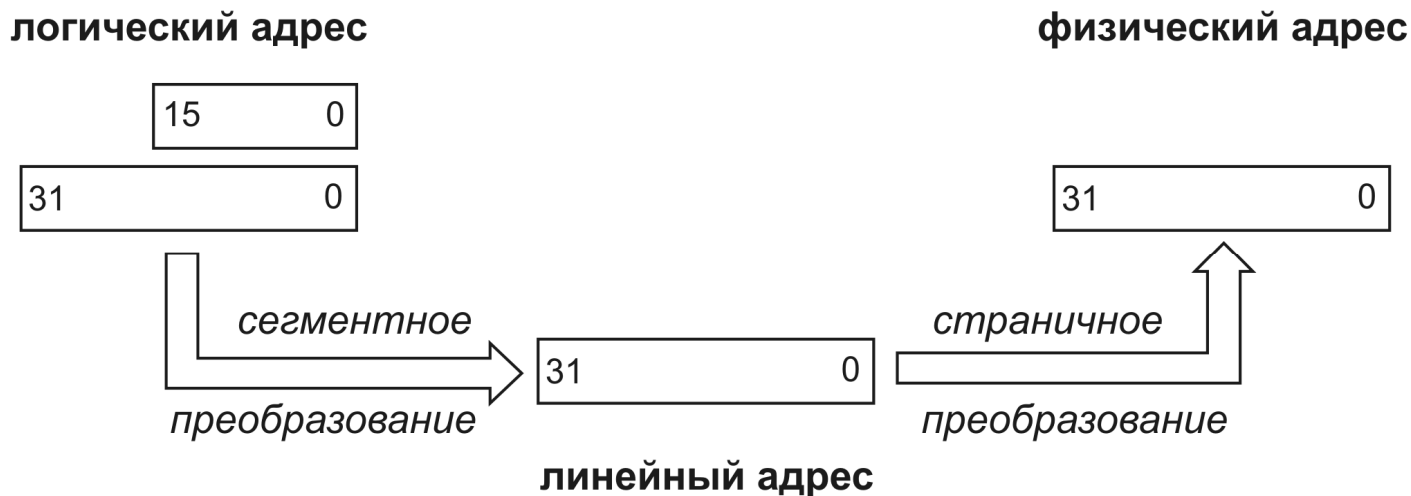 логический адрес
физический адрес
15 0
31 0
31 0
сегментное
страничное
31 0
преобразование
преобразование
линейный адрес